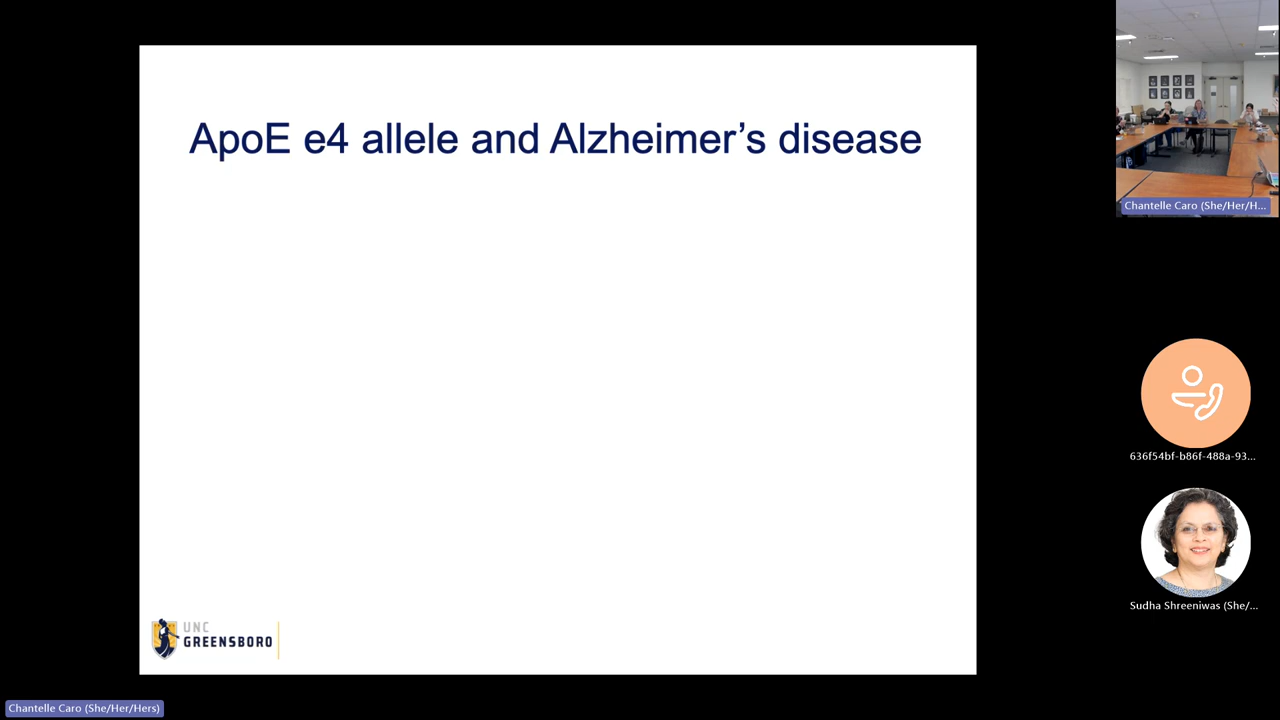 ApoE e4 allele and Alzheimer’s disease
UNC
GREENSBORO
Chantelle Caro (She/Her/H...
636f54bf-b86f-488a-93...
Sudha Shreeniwas (She/...
Chantelle Caro (She/Her/Hers)